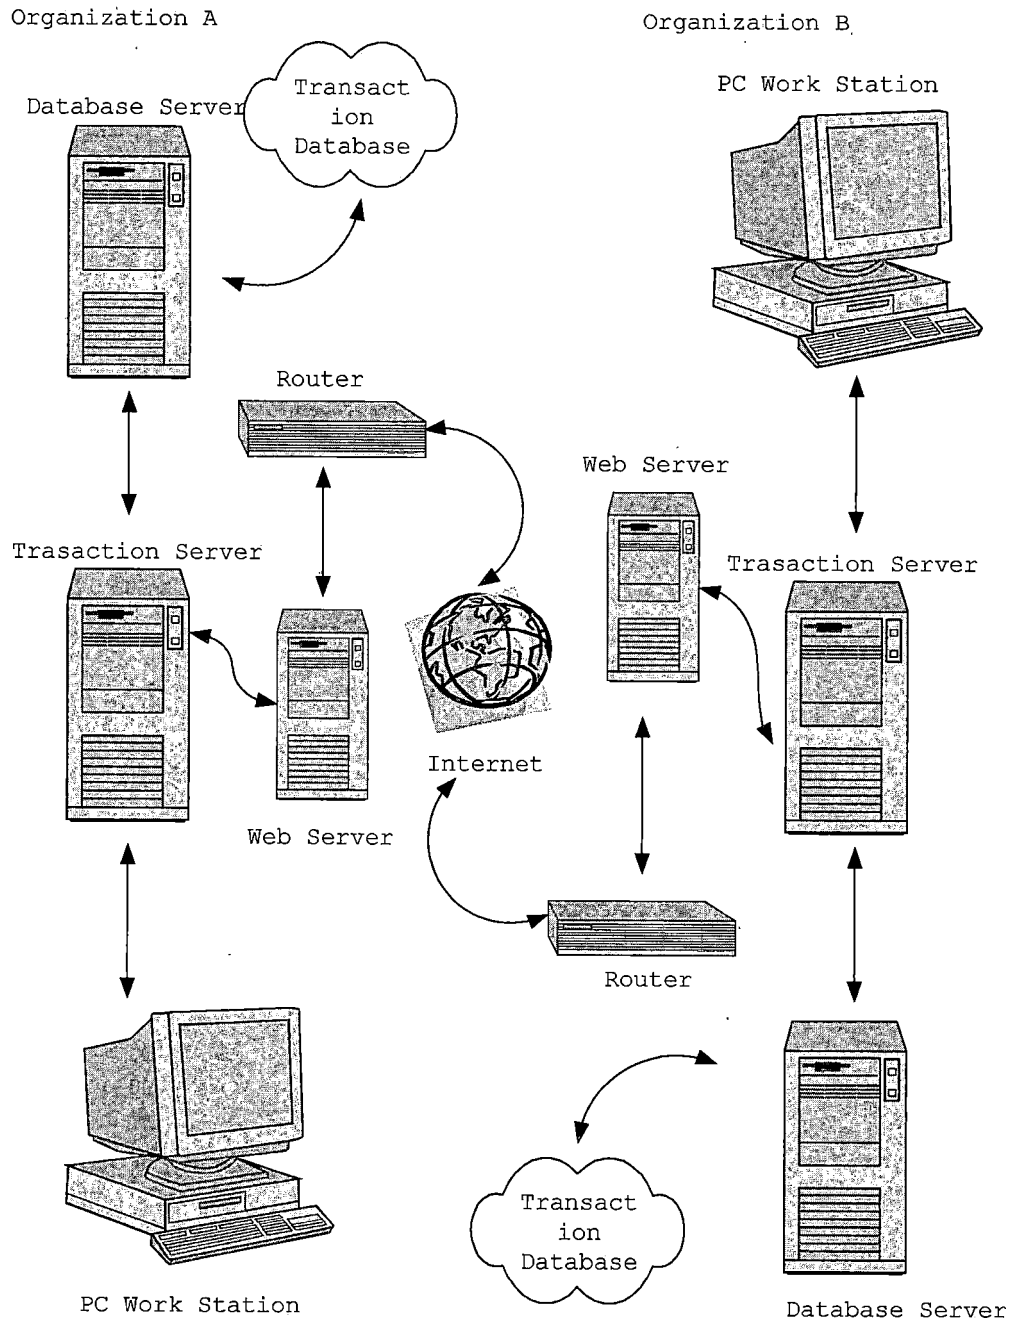 Organization A
Organization B
Transact
ion
Database
PC Work Station
Database Server
Router
Web Server
Trasaction Server
Trasaction Server
Internet
Web Server
Router
Transact
ion
Database
PC Work Station
Database Server